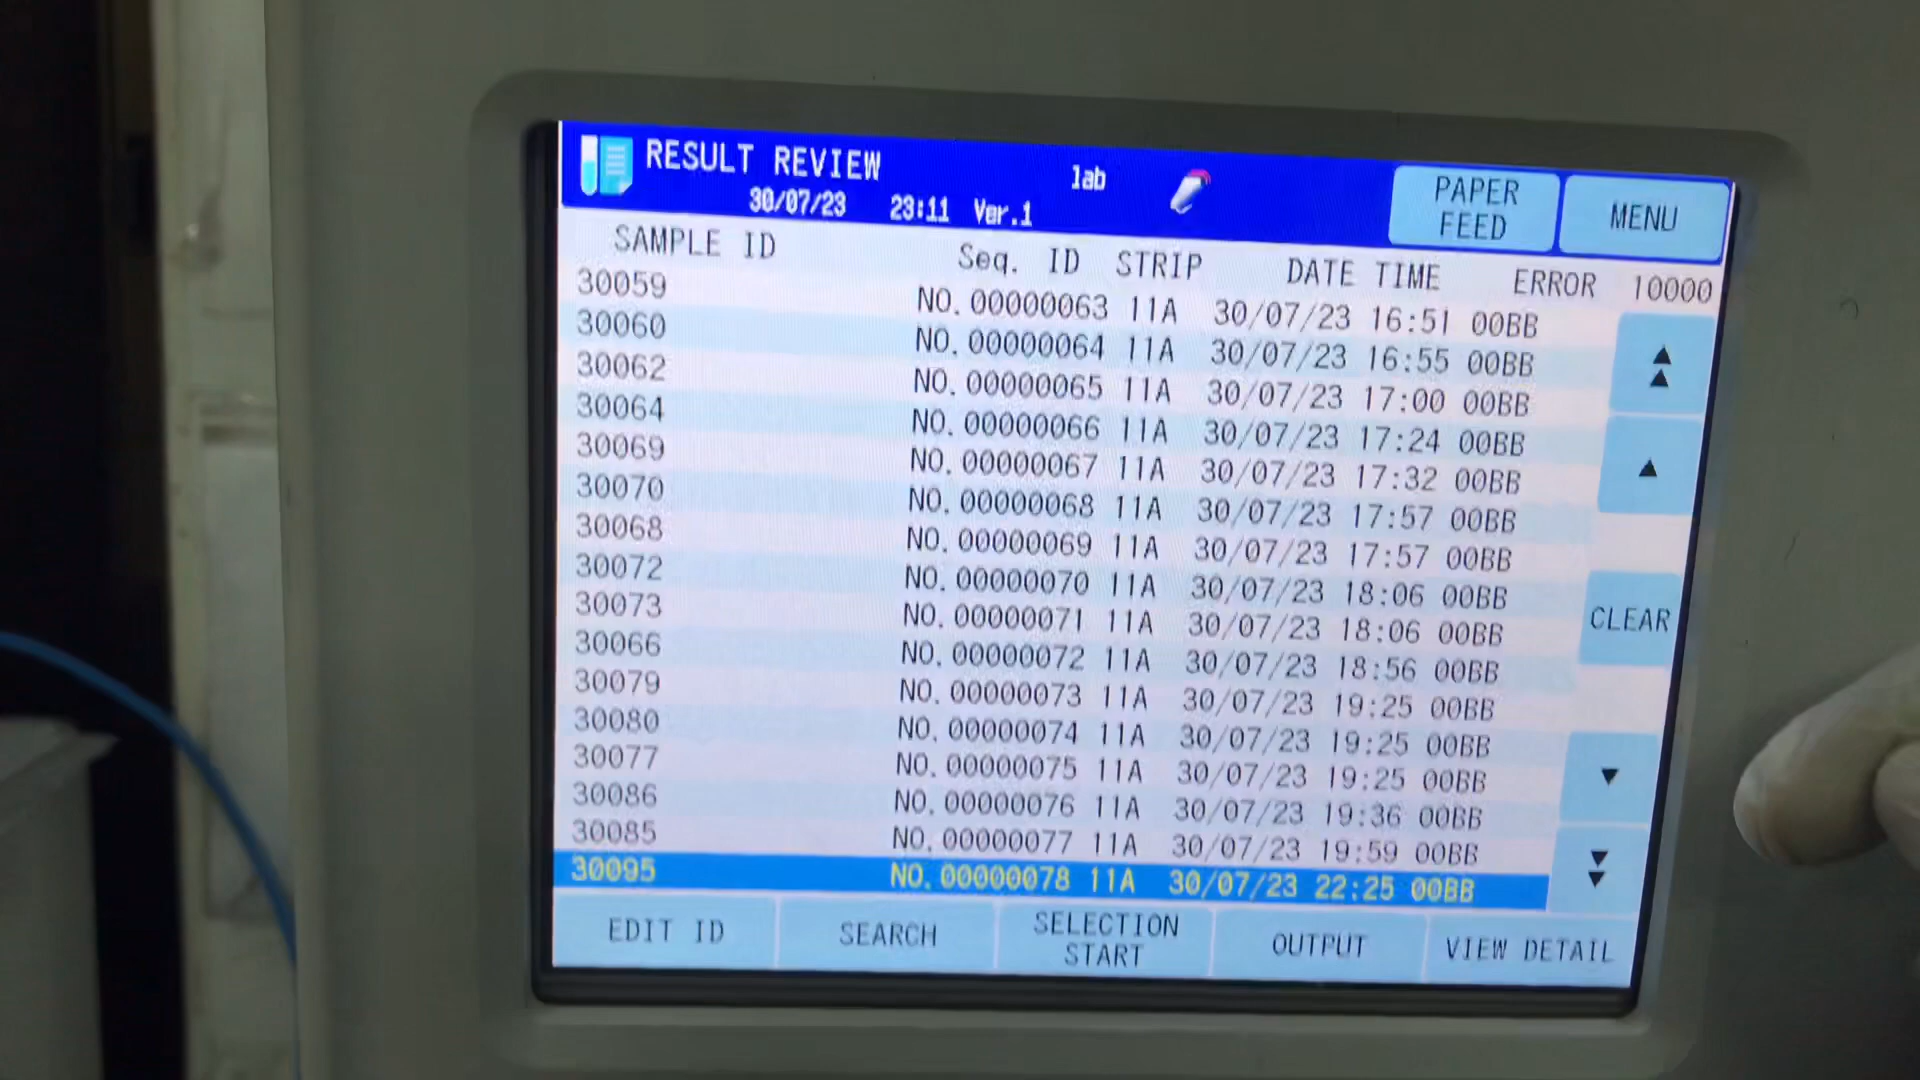 RESULT REVIEW
lab
30/07/23 23:11 Ver.1
PAPER FEED
MENU
SAMPLE ID Seq. ID STRIP DATE TIME ERROR 10000
30059 NO.00000063 11A 30/07/23 16:51 00BB
30060 NO.00000064 11A 30/07/23 16:55 00BB
30062 NO.00000065 11A 30/07/23 17:00 00BB
30064 NO.00000066 11A 30/07/23 17:24 00BB
30069 NO.00000067 11A 30/07/23 17:32 00BB
30070 NO.00000068 11A 30/07/23 17:57 00BB
30068 NO.00000069 11A 30/07/23 17:57 00BB
30072 NO.00000070 11A 30/07/23 18:06 00BB
30073 NO.00000071 11A 30/07/23 18:06 00BB
30066 NO.00000072 11A 30/07/23 18:56 00BB
30079 NO.00000073 11A 30/07/23 19:25 00BB
30080 NO.00000074 11A 30/07/23 19:25 00BB
30077 NO.00000075 11A 30/07/23 19:25 00BB
30086 NO.00000076 11A 30/07/23 19:36 00BB
30085 NO.00000077 11A 30/07/23 19:59 00BB
30095 NO.00000078 11A 30/07/23 22:25 00BB
CLEAR
EDIT ID
SEARCH
SELECTION START
OUTPUT
VIEW DETAIL